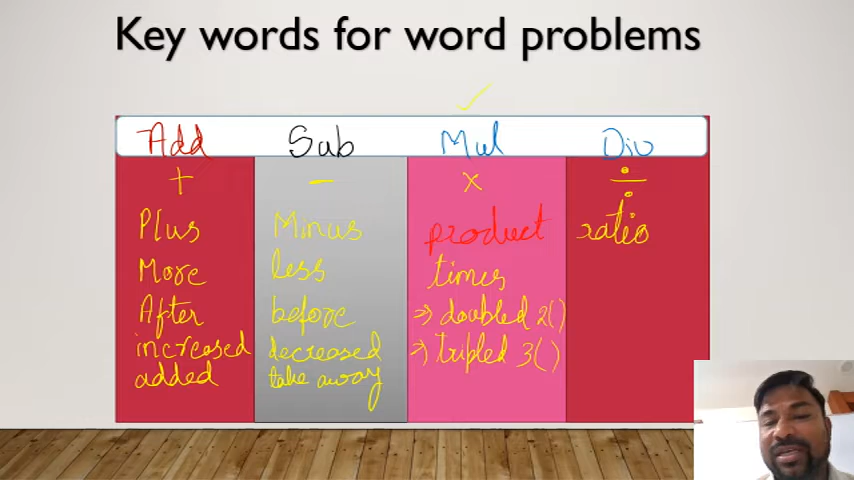 Key words for word problems
Add Sub Mul Div
+ − × ÷
Plus Minus product ratio
More less times
After before ⇒ doubled 2()
increased decreased ⇒ tripled 3()
added take away